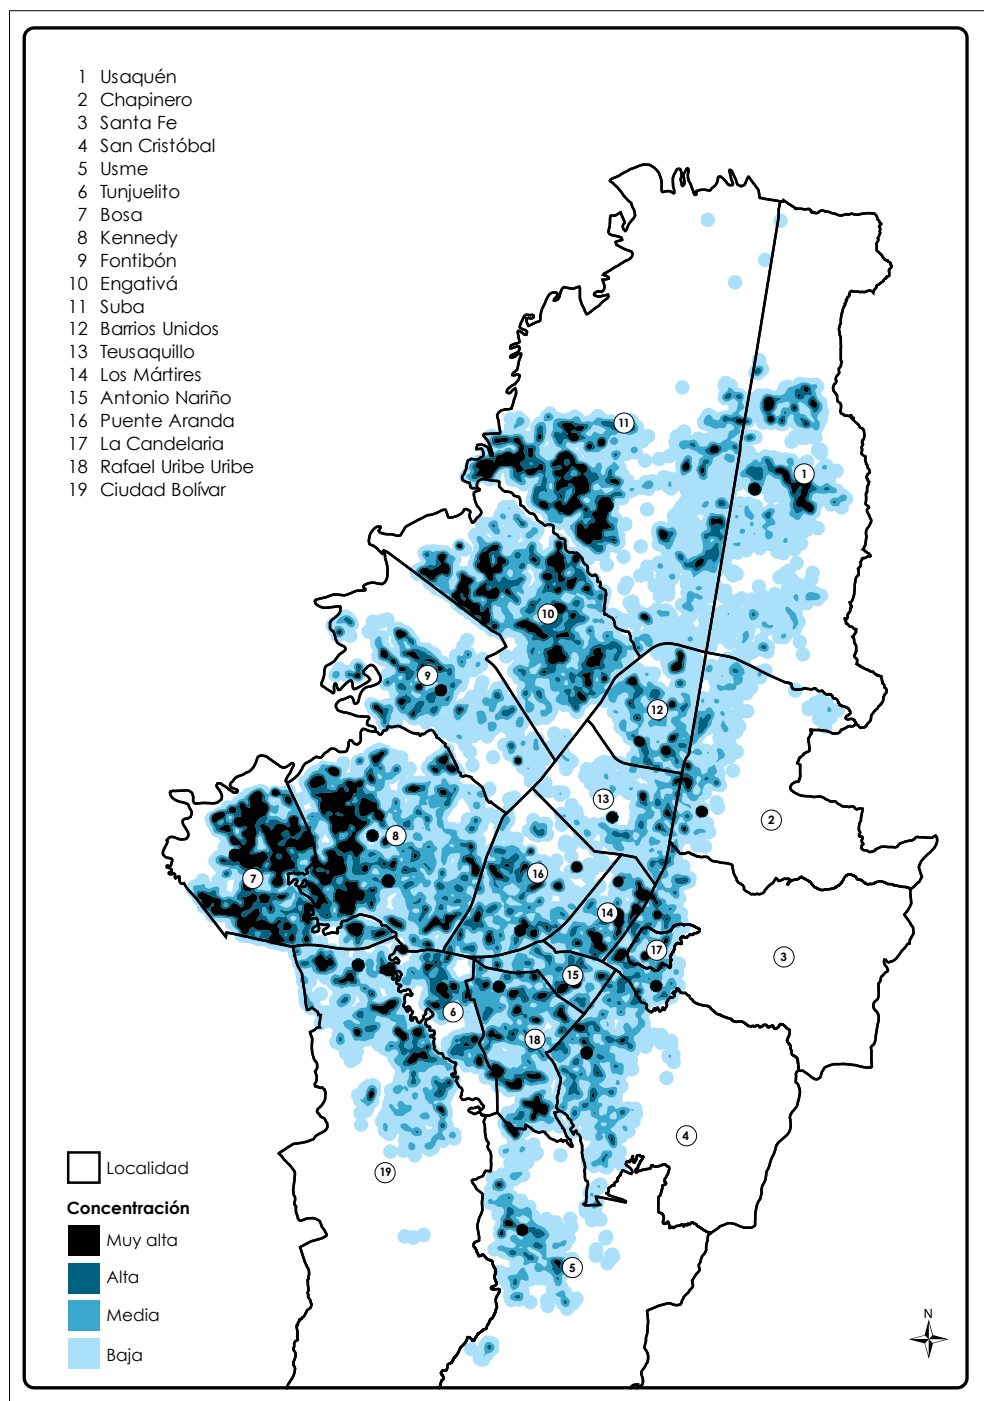 1 Usaquén
2 Chapinero
3 Santa Fe
4 San Cristóbal
5 Usme
6 Tunjuelito
7 Bosa
8 Kennedy
9 Fontibón
10 Engativá
11 Suba
12 Barrios Unidos
13 Teusaquillo
14 Los Mártires
15 Antonio Nariño
16 Puente Aranda
17 La Candelaria
18 Rafael Uribe Uribe
19 Ciudad Bolívar
11
1
10
9
12
13
2
8
16
7
14
17
3
15
6
18
4
19
5
Localidad
Concentración
Muy alta
Alta
Media
Baja
N